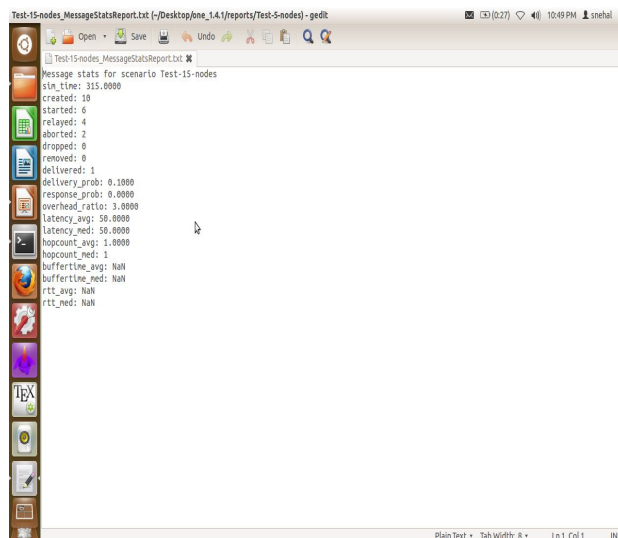 Test-15-nodes_MessageStatsReport.txt (~/Desktop/one_1.4.1/reports/Test-5-nodes) - gedit
(0:27) 10:49 PM snehal
Open Save Undo
Test-15-nodes_MessageStatsReport.txt
Message stats for scenario Test-15-nodes
sim_time: 315.0000
created: 10
started: 6
relayed: 4
aborted: 2
dropped: 0
removed: 0
delivered: 1
delivery_prob: 0.1000
response_prob: 0.0000
overhead_ratio: 3.0000
latency_avg: 50.0000
latency_med: 50.0000
hopcount_avg: 1.0000
hopcount_med: 1
buffertime_avg: NaN
buffertime_med: NaN
rtt_avg: NaN
rtt_med: NaN
TEX
Plain Text Tab Width: 8 Ln 1, Col 1 IN